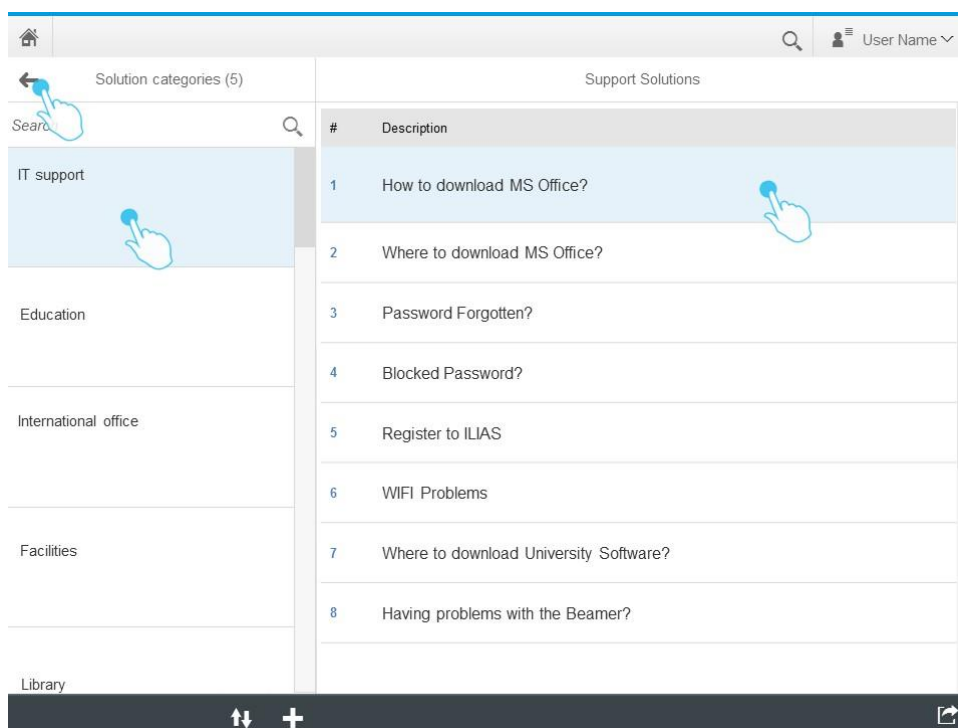 User Name
Solution categories (5)
Support Solutions
Search
# Description
IT support
Education
International office
Facilities
Library
1 How to download MS Office?
2 Where to download MS Office?
3 Password Forgotten?
4 Blocked Password?
5 Register to ILIAS
6 WIFI Problems
7 Where to download University Software?
8 Having problems with the Beamer?